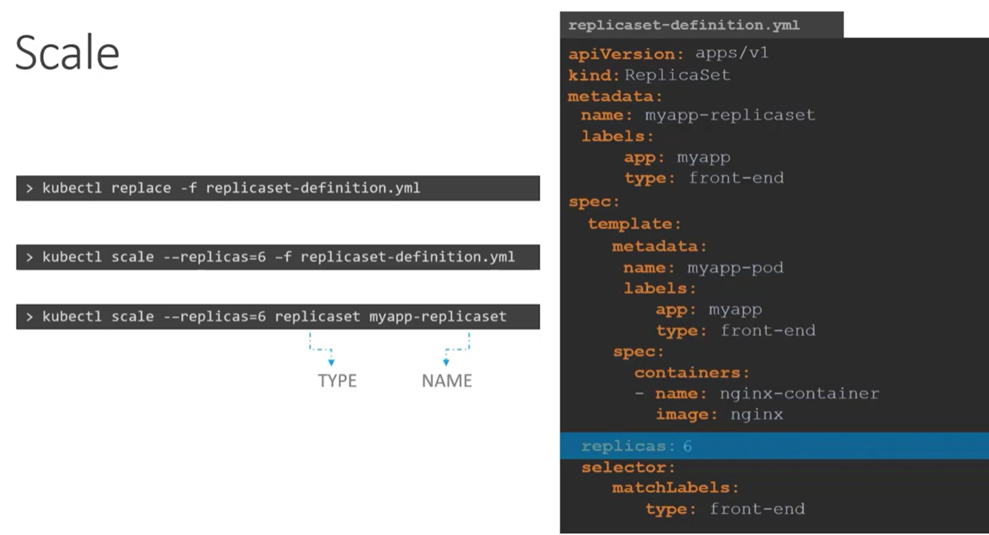 Scale
> kubectl replace -f replicaset-definition.yml
> kubectl scale --replicas=6 –f replicaset-definition.yml
> kubectl scale --replicas=6 replicaset myapp-replicaset
TYPE
NAME
replicaset-definition.yml
apiVersion: apps/v1
kind: ReplicaSet
metadata:
name: myapp-replicaset
labels:
app: myapp
type: front-end
spec:
template:
metadata:
name: myapp-pod
labels:
app: myapp
type: front-end
spec:
containers:
- name: nginx-container
image: nginx
replicas: 6
selector:
matchLabels:
type: front-end